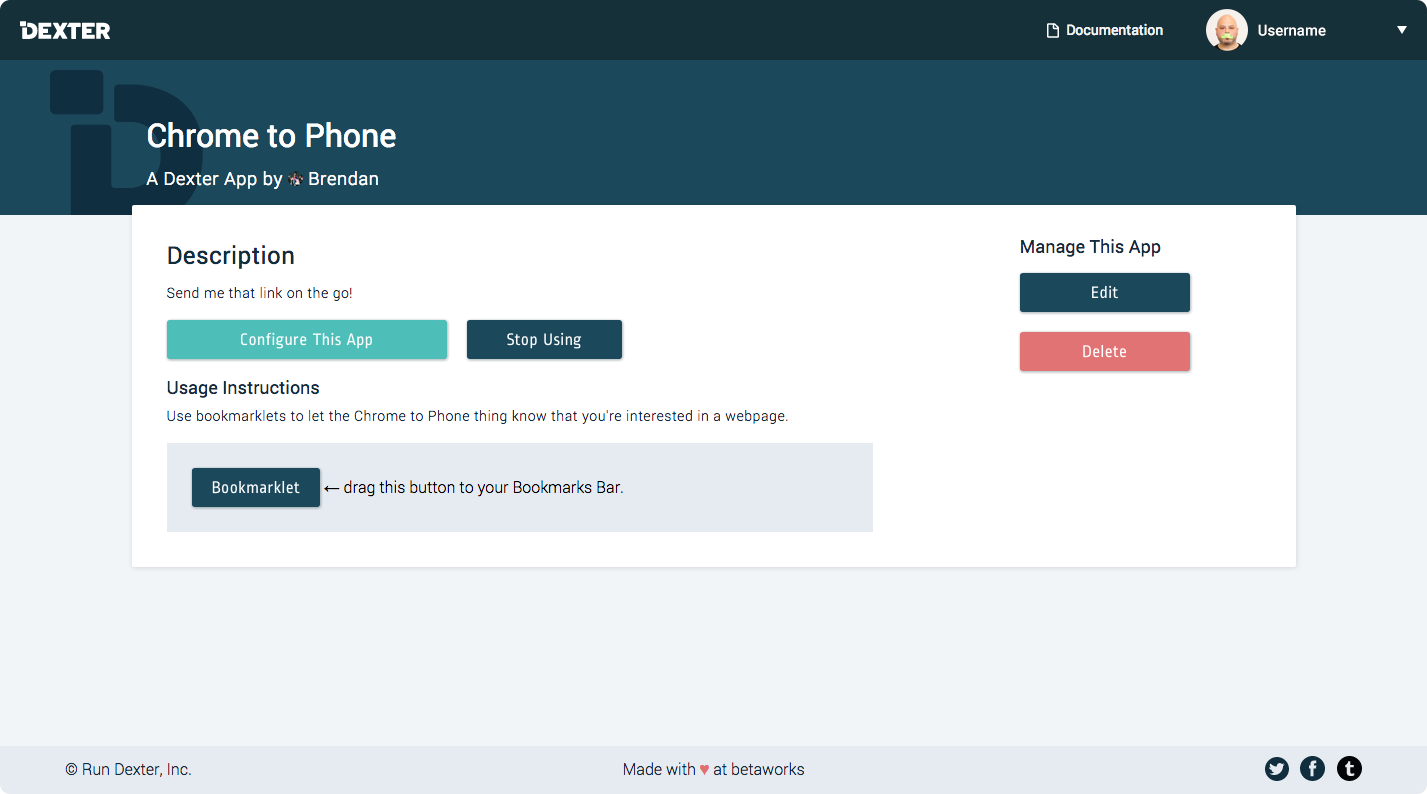 DEXTER
Documentation
Username
Chrome to Phone
A Dexter App by Brendan
Description
Send me that link on the go!
Configure This App
Stop Using
Usage Instructions
Use bookmarklets to let the Chrome to Phone thing know that you're interested in a webpage.
Bookmarklet ← drag this button to your Bookmarks Bar.
Manage This App
Edit
Delete
© Run Dexter, Inc.
Made with ♥ at betaworks